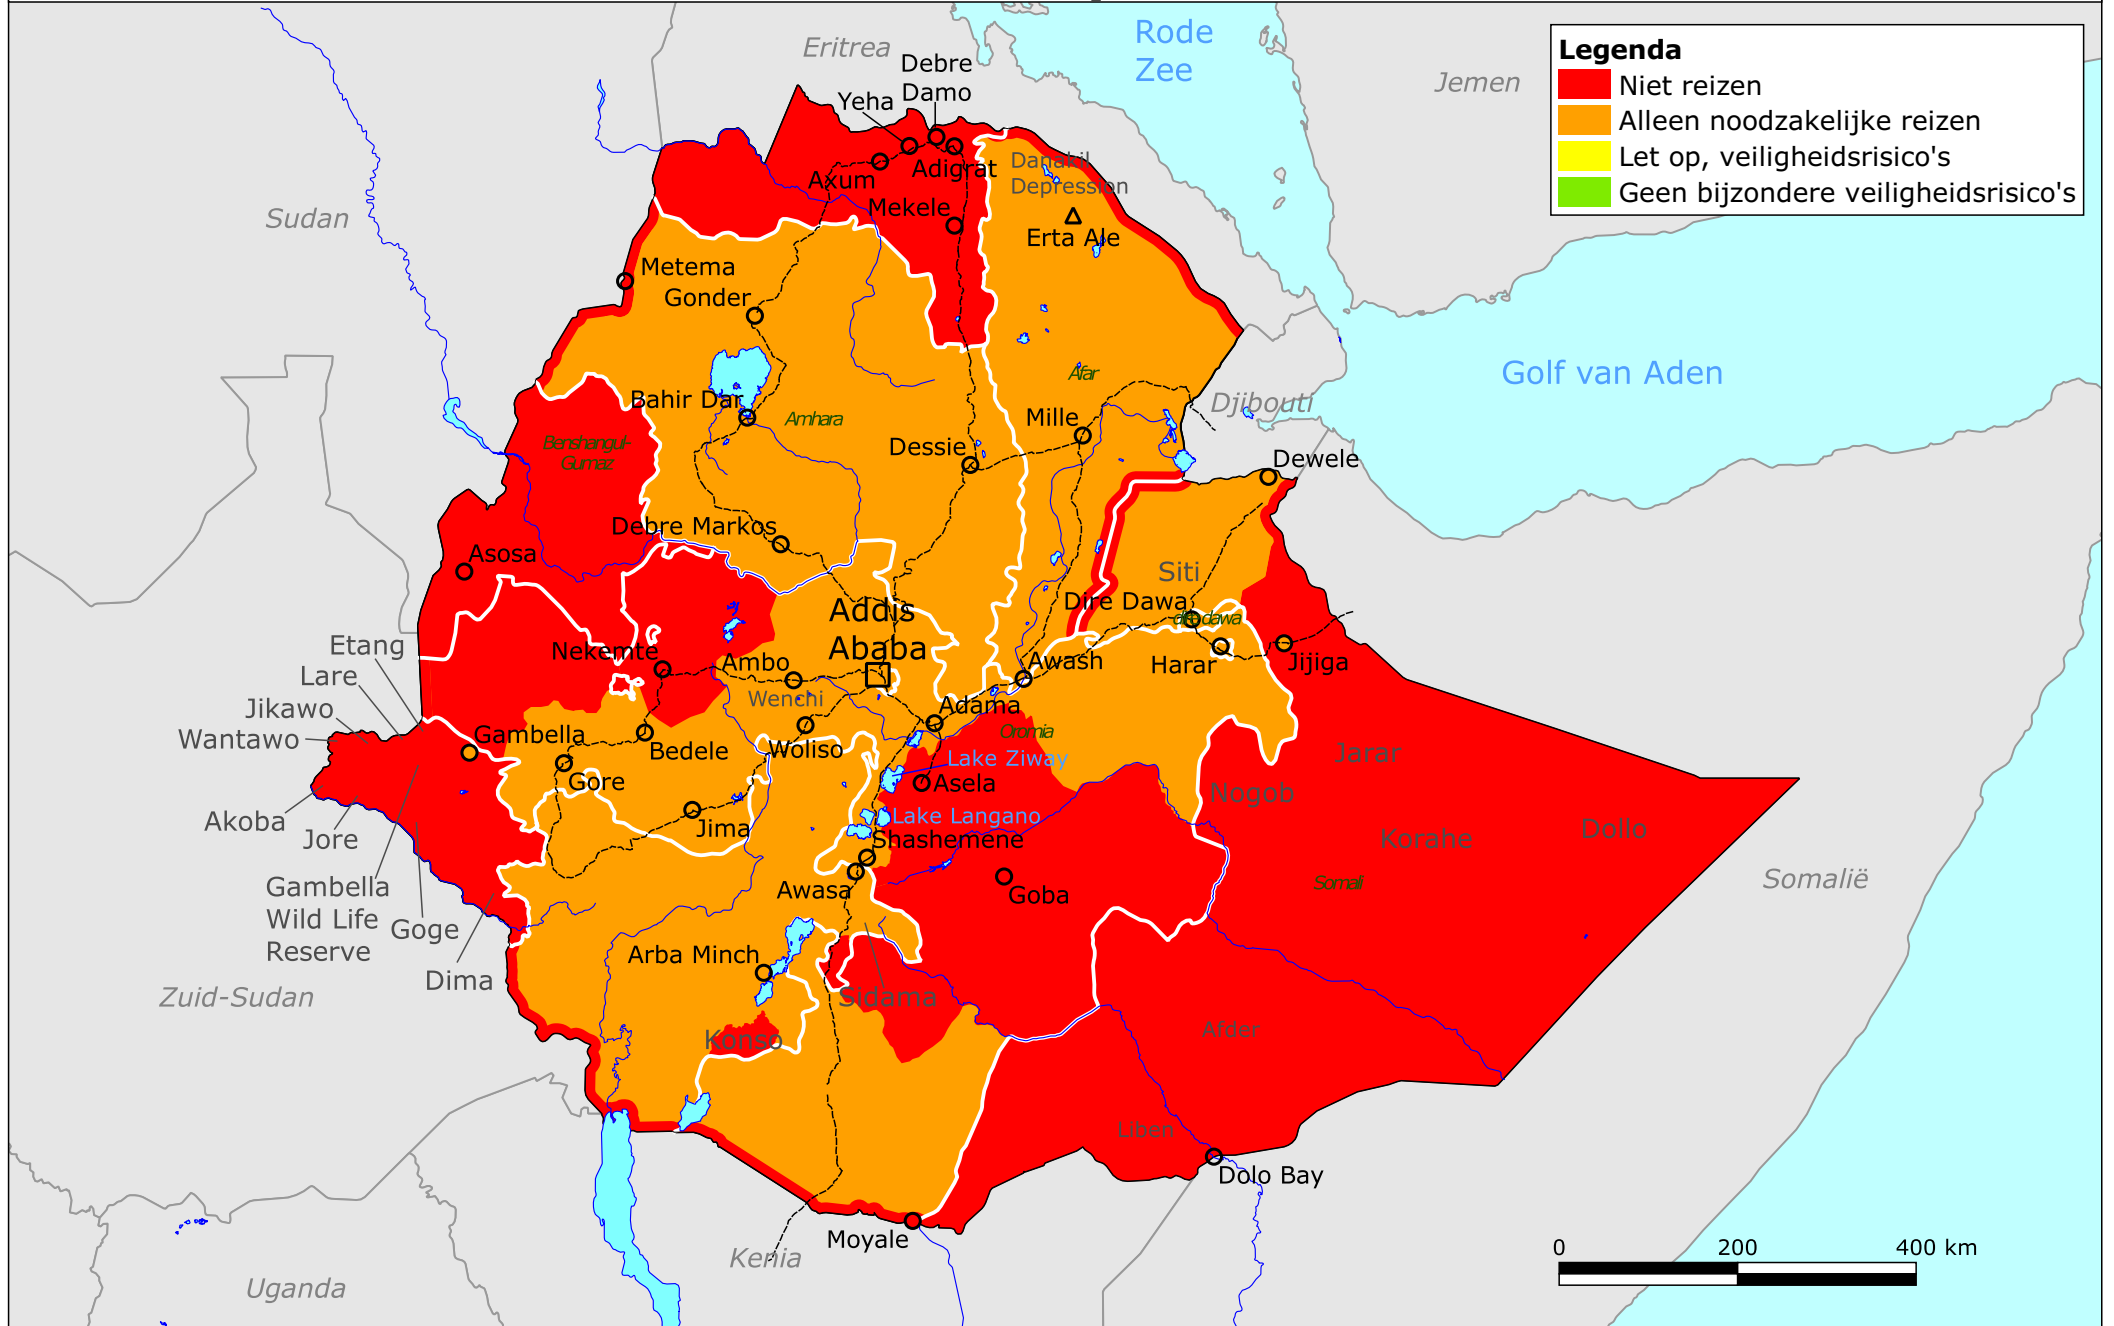 Eritrea
Rode
Zee
Jemen
Legenda
Niet reizen
Alleen noodzakelijke reizen
Let op, veiligheidsrisico's
Geen bijzondere veiligheidsrisico's
Debre
Damo
Yeha
Axum
Adigrat
Danakil
Depression
Mekele
Erta Ale
Sudan
Metema
Gonder
Golf van Aden
Afar
Djibouti
Bahir Dar
Amhara
Mille
Benshangul-
Gumaz
Dessie
Dewele
Debre Markos
Asosa
Siti
Addis
Ababa
Dire Dawa
dire dawa
Etang
Lare
Nekemte
Ambo
Awash
Harar
Jijiga
Jikawo
Wantawo
Wenchi
Adama
Gambella
Bedele
Woliso
Oromia
Lake Ziway
Jarar
Gore
Asela
Nogob
Akoba
Jore
Jima
Lake Langano
Shashemene
Korahe
Dollo
Gambella
Wild Life
Reserve
Goge
Awasa
Goba
Somali
Somalië
Dima
Arba Minch
Zuid-Sudan
Sidama
Konso
Afder
Liben
Dolo Bay
Moyale
Kenia
Uganda
0 200 400 km